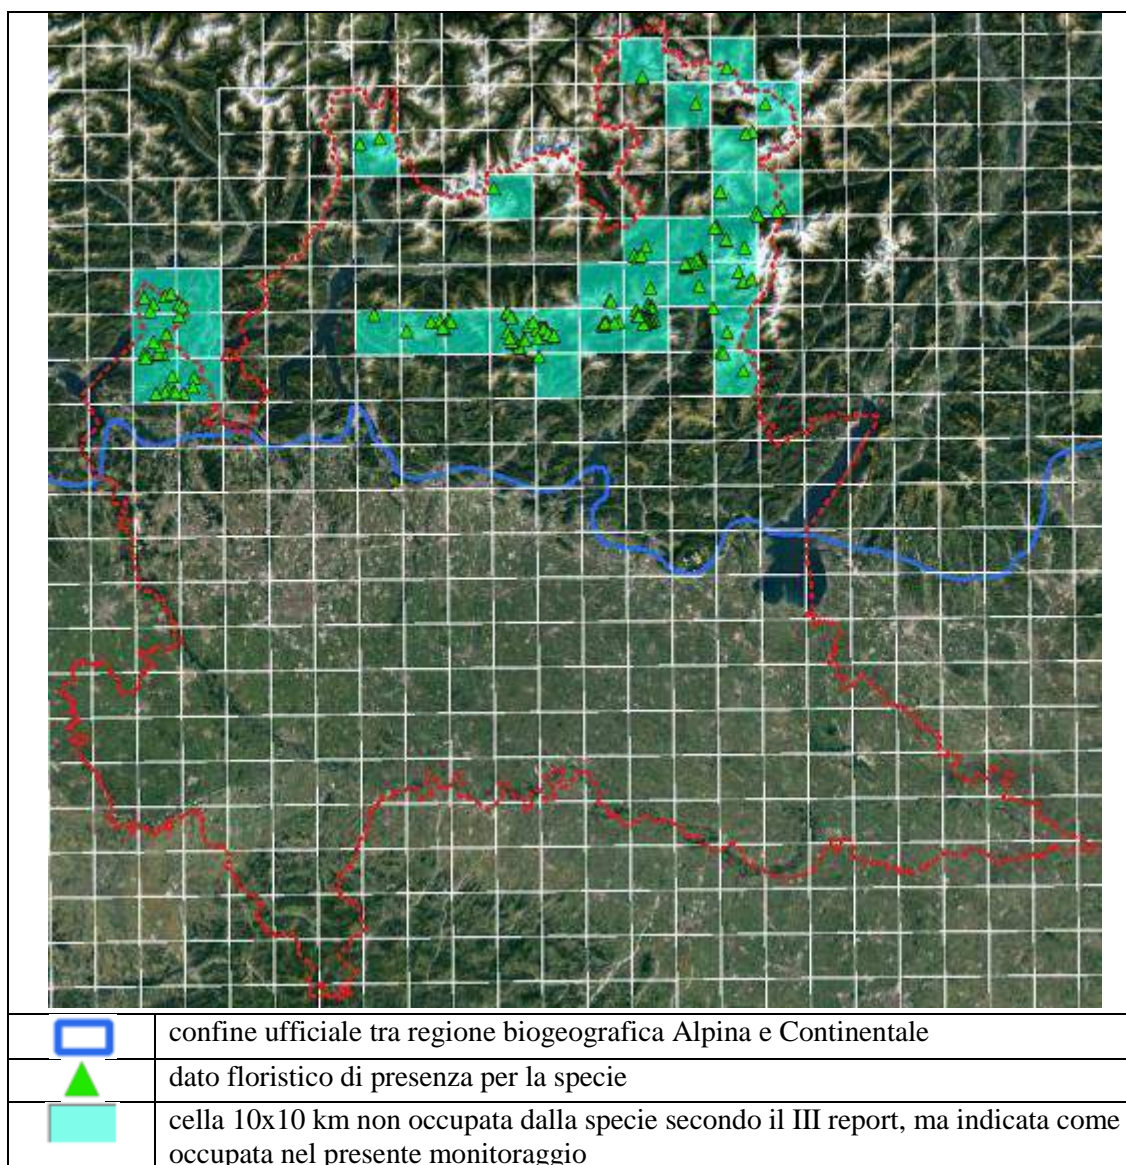 confine ufficiale tra regione biogeografica Alpina e Continentale
dato floristico di presenza per la specie
cella 10x10 km non occupata dalla specie secondo il III report, ma indicata come
occupata nel presente monitoraggio